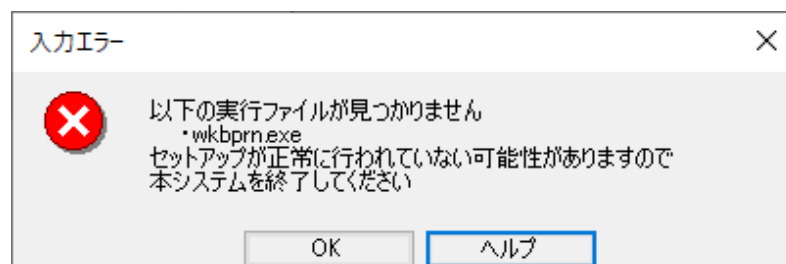 入力エラー
以下の実行ファイルが見つかりません
・wkbprn.exe
セットアップが正常に行われていない可能性がありますので
本システムを終了してください
OK
ヘルプ